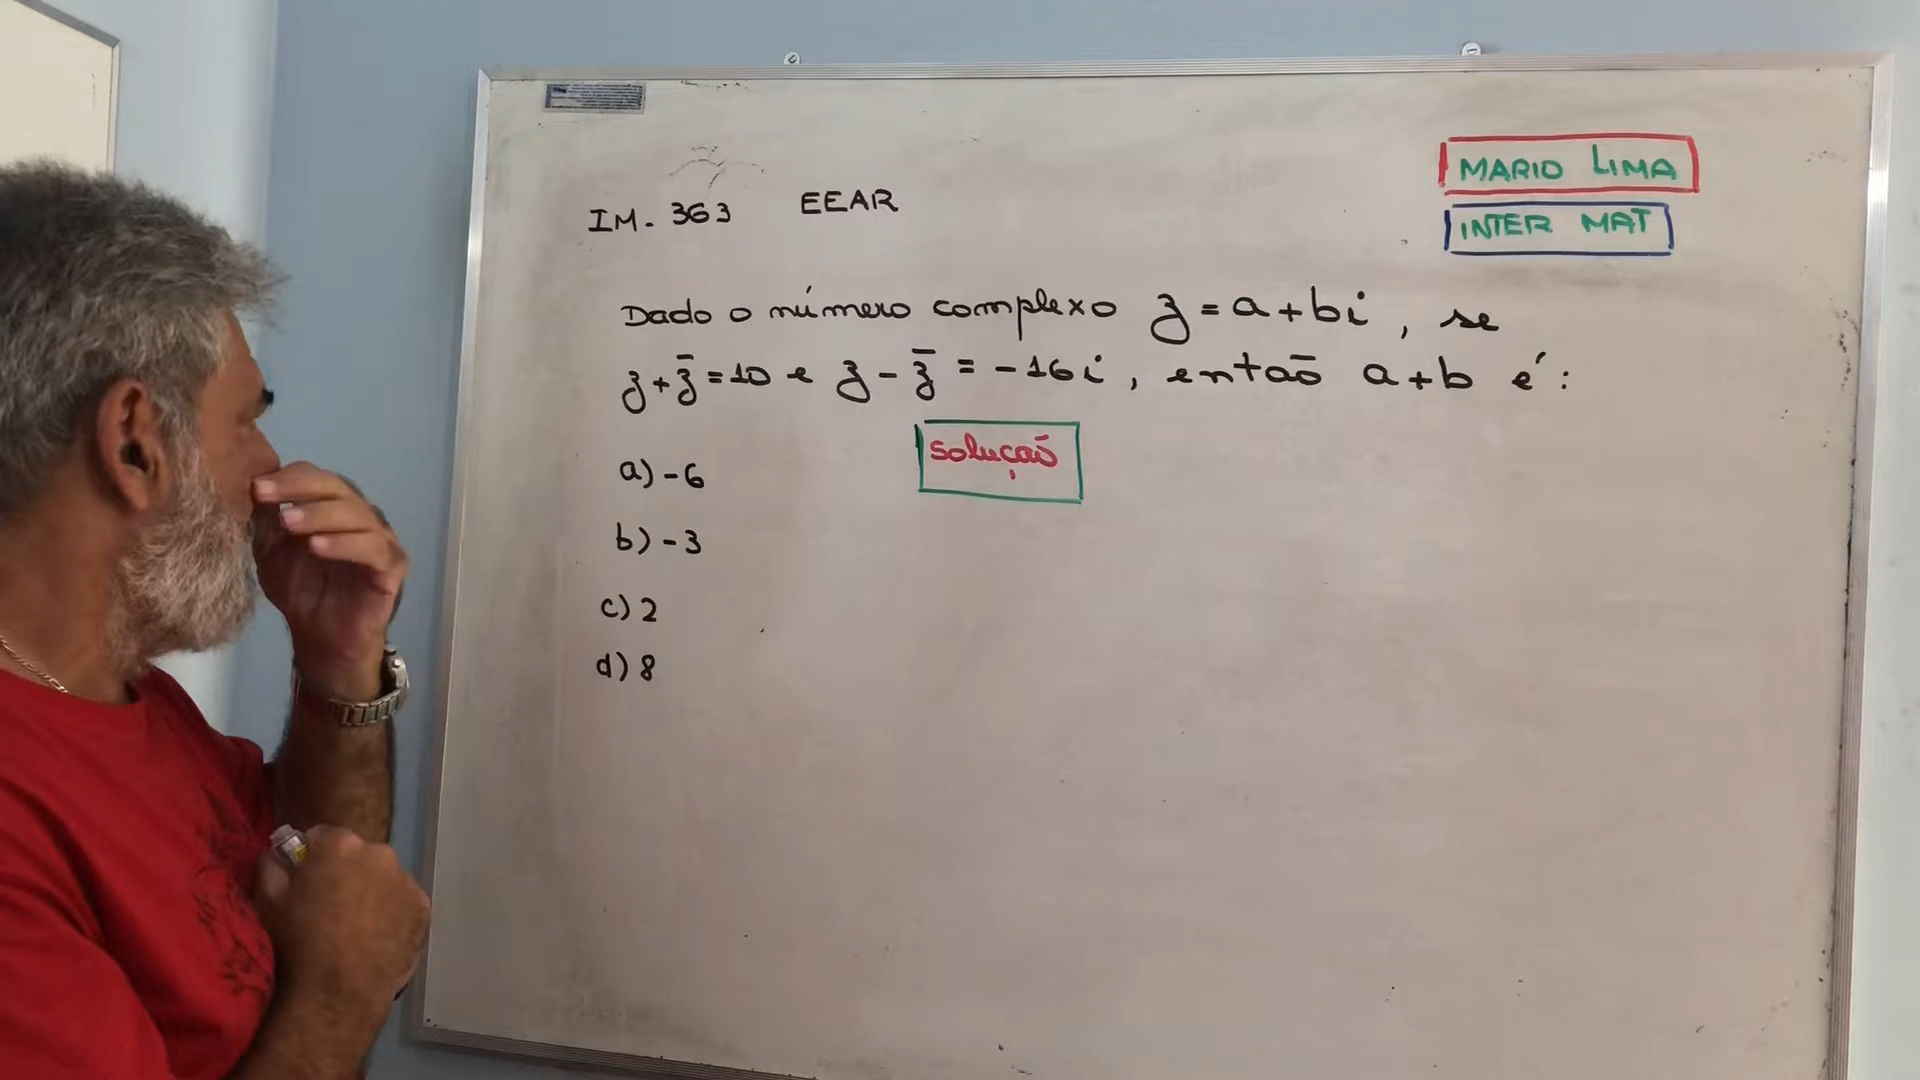 IM. 363 EEAR
MARIO LIMA
INTER MAT
Dado o número complexo z = a + bi, se
z + z̄ = 10 e z - z̄ = -16i, então a + b é:
solução
a) -6
b) -3
c) 2
d) 8